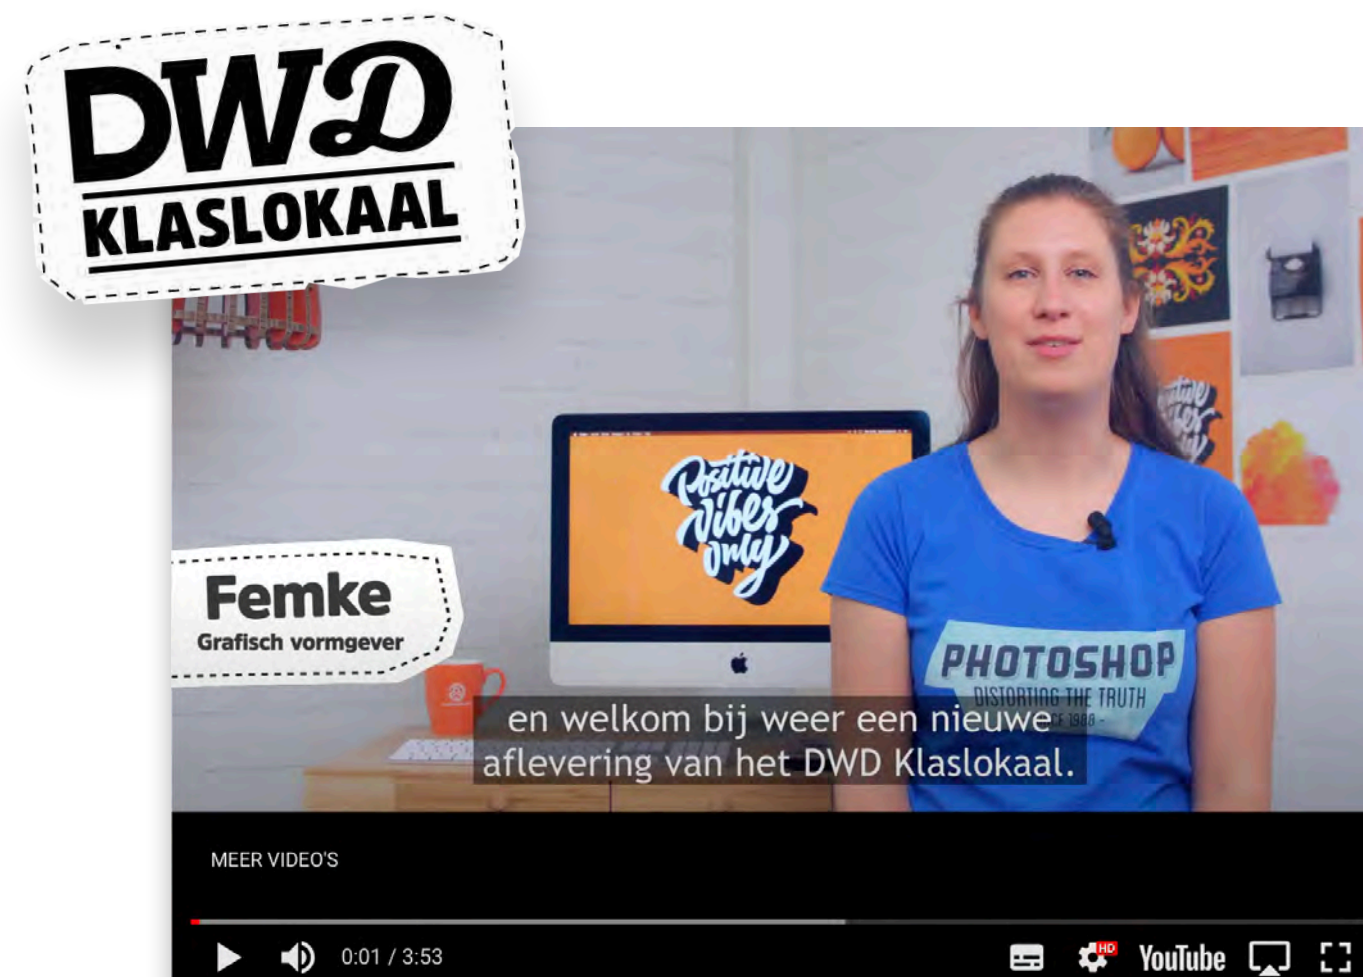 DWD
KLASLOKAAL
Positive
Vibes
only
Femke
Grafisch vormgever
PHOTOSHOP
DISTORTING THE TRUTH
1988 -
en welkom bij weer een nieuwe
aflevering van het DWD Klaslokaal.
MEER VIDEO'S
0:01 / 3:53
HD
YouTube